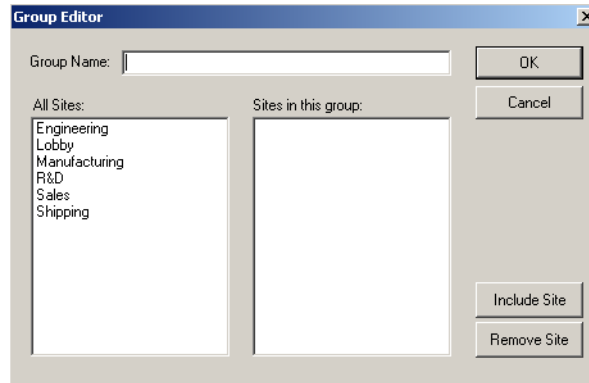 Group Editor
Group Name:
OK
All Sites:
Sites in this group:
Cancel
Engineering
Lobby
Manufacturing
R&D
Sales
Shipping
Include Site
Remove Site